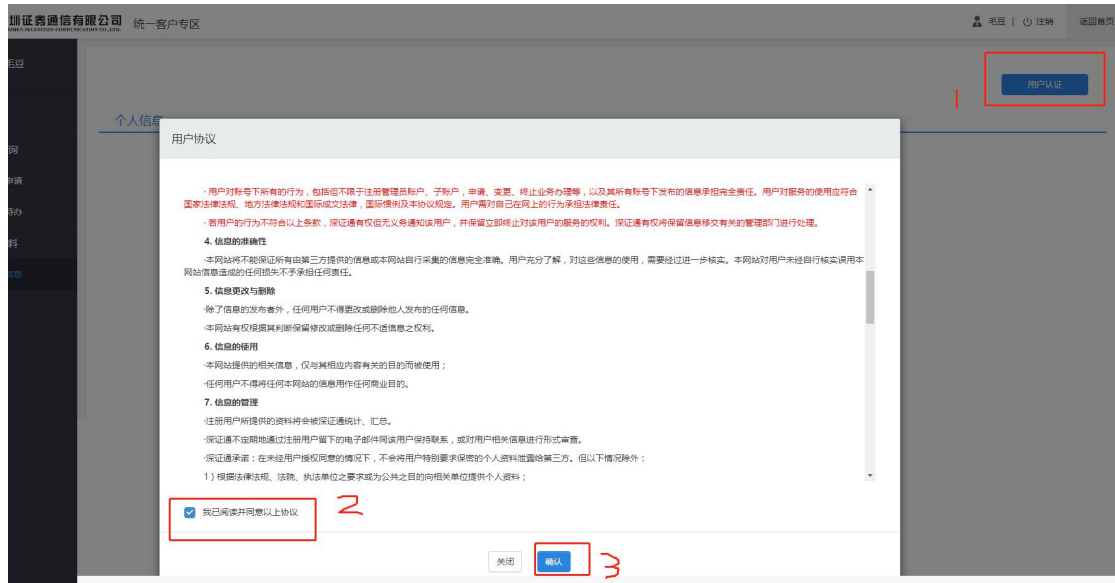 圳证券通信有限公司 统一客户专区
毛豆 | 注销 返回首页
毛豆
用户认证
1
个人信息
询
申请
待办
料
信息
用户协议
·用户对账号下所有的行为，包括但不限于注册管理员账户、子账户，申请、变更、终止业务办理等，以及其所有账号下发布的信息承担完全责任。用户对服务的使用应符合
国家法律法规、地方法律法规和国际成文法律，国际惯例及本协议规定。用户需对自己在网上的行为承担法律责任。
·若用户的行为不符合以上条款，深证通有权但无义务通知该用户，并保留立即终止对该用户的服务的权利。深证通有权将保留信息移交有关的管理部门进行处理。
4. 信息的准确性
·本网站将不能保证所有由第三方提供的信息或本网站自行采集的信息完全准确。用户充分了解，对这些信息的使用，需要经过进一步核实。本网站对用户未经自行核实误用本
网站信息造成的任何损失不予承担任何责任。
5. 信息更改与删除
·除了信息的发布者外，任何用户不得更改或删除他人发布的任何信息。
·本网站有权根据其判断保留修改或删除任何不适信息之权利。
6. 信息的使用
·本网站提供的相关信息，仅与其相应内容有关的目的而被使用；
·任何用户不得将任何本网站的信息用作任何商业目的。
7. 信息的管理
·注册用户所提供的资料将会被深证通统计、汇总。
·深证通不定期地通过注册用户留下的电子邮件同该用户保持联系，或对用户相关信息进行形式审查。
·深证通承诺：在未经用户授权同意的情况下，不会将用户特别要求保密的个人资料泄露给第三方。但以下情况除外：
1）根据法律法规、法院、执法单位之要求或为公共之目的向相关单位提供个人资料；
我已阅读并同意以上协议
2
关闭 确认
3